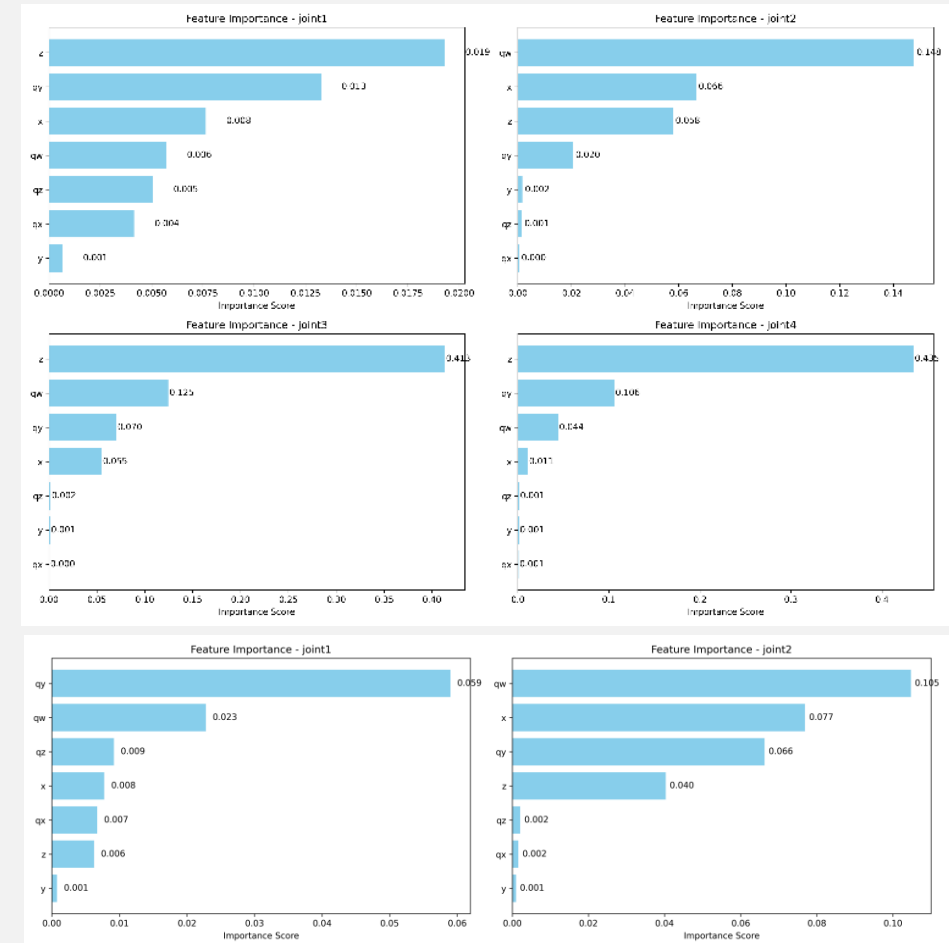 Feature Importance - joint1
z
0.019
qy
0.013
x
0.008
qw
0.006
qz
0.005
qx
0.004
y
0.001
0.0000 0.0025 0.0050 0.0075 0.0100 0.0125 0.0150 0.0175 0.0200
Importance Score
Feature Importance - joint2
qw
0.148
x
0.066
z
0.058
qy
0.020
y
0.002
qz
0.001
qx
0.000
0.00 0.02 0.04 0.06 0.08 0.10 0.12 0.14
Importance Score
Feature Importance - joint3
z
0.413
qw
0.125
qy
0.070
x
0.055
qz
0.002
y
0.001
qx
0.000
0.00 0.05 0.10 0.15 0.20 0.25 0.30 0.35 0.40
Importance Score
Feature Importance - joint4
z
0.435
qy
0.106
qw
0.044
x
0.011
qz
0.001
y
0.001
qx
0.001
0.0 0.1 0.2 0.3 0.4
Importance Score
Feature Importance - joint1
qy
0.059
qw
0.023
qz
0.009
x
0.008
qx
0.007
z
0.006
y
0.001
0.00 0.01 0.02 0.03 0.04 0.05 0.06
Importance Score
Feature Importance - joint2
qw
0.105
x
0.077
qy
0.066
z
0.040
qz
0.002
qx
0.002
y
0.001
0.00 0.02 0.04 0.06 0.08 0.10
Importance Score